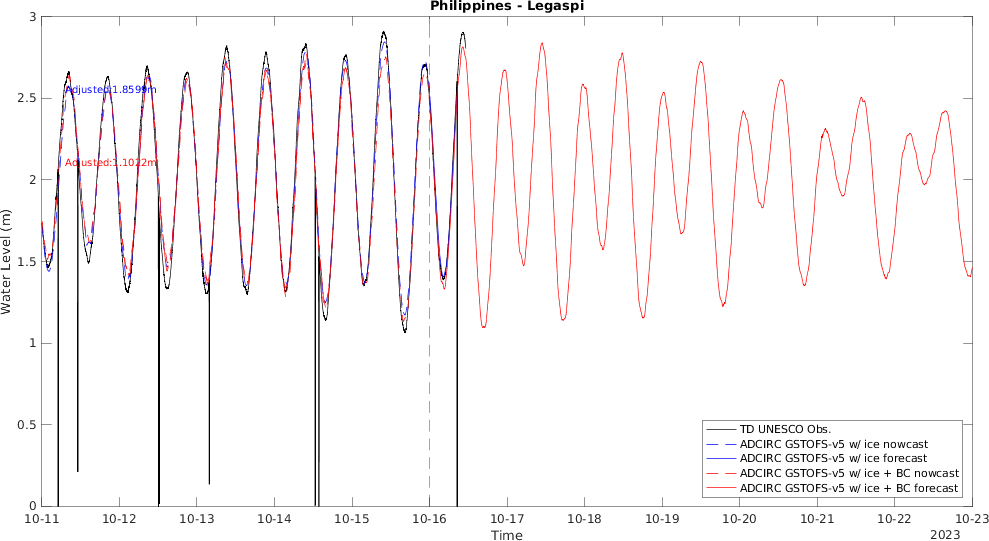 Philippines - Legaspi
3
2.5
2
1.5
1
0.5
0
Water Level (m)
Adjusted:1.8599m
Adjusted:1.1022m
TD UNESCO Obs.
ADCIRC GSTOFS-v5 w/ ice nowcast
ADCIRC GSTOFS-v5 w/ ice forecast
ADCIRC GSTOFS-v5 w/ ice + BC nowcast
ADCIRC GSTOFS-v5 w/ ice + BC forecast
10-11 10-12 10-13 10-14 10-15 10-16 10-17 10-18 10-19 10-20 10-21 10-22 10-23
Time
2023